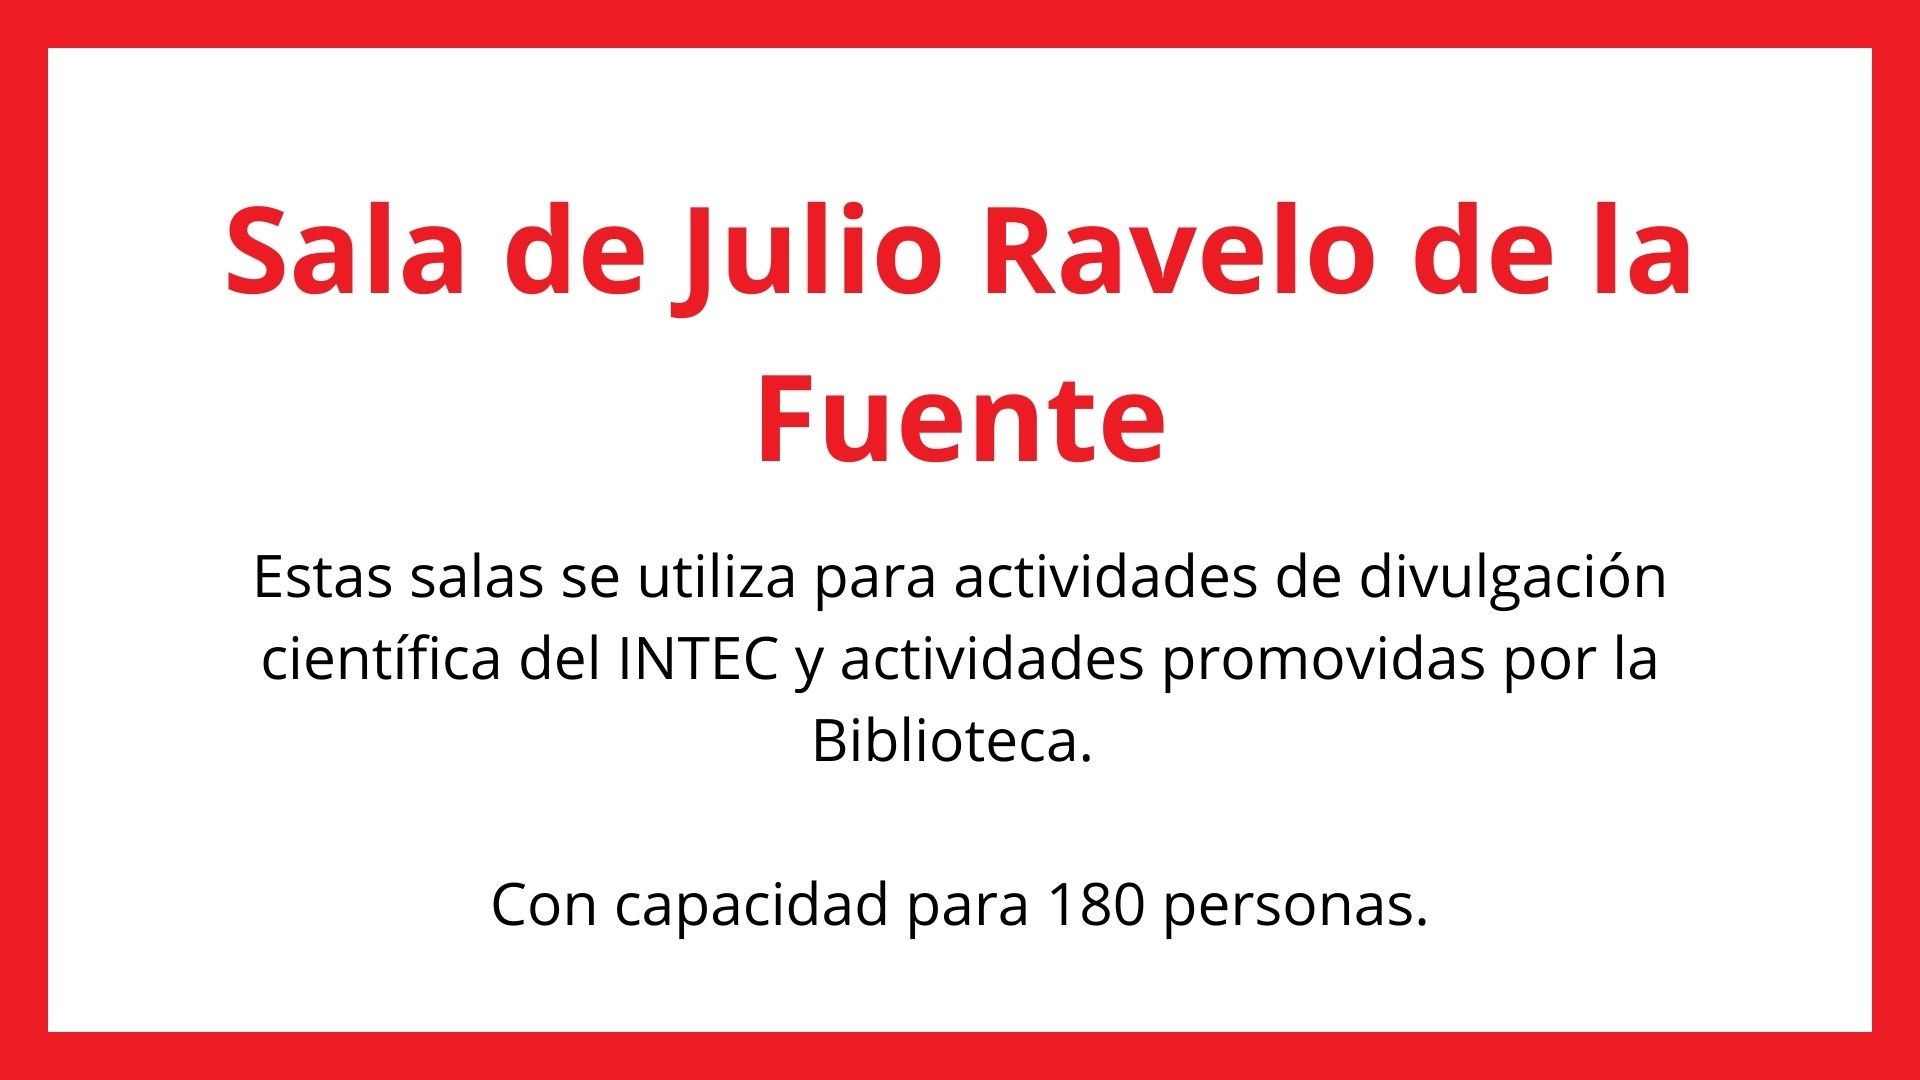 Sala de Julio Ravelo de la
Fuente
Estas salas se utiliza para actividades de divulgación
científica del INTEC y actividades promovidas por la
Biblioteca.
Con capacidad para 180 personas.